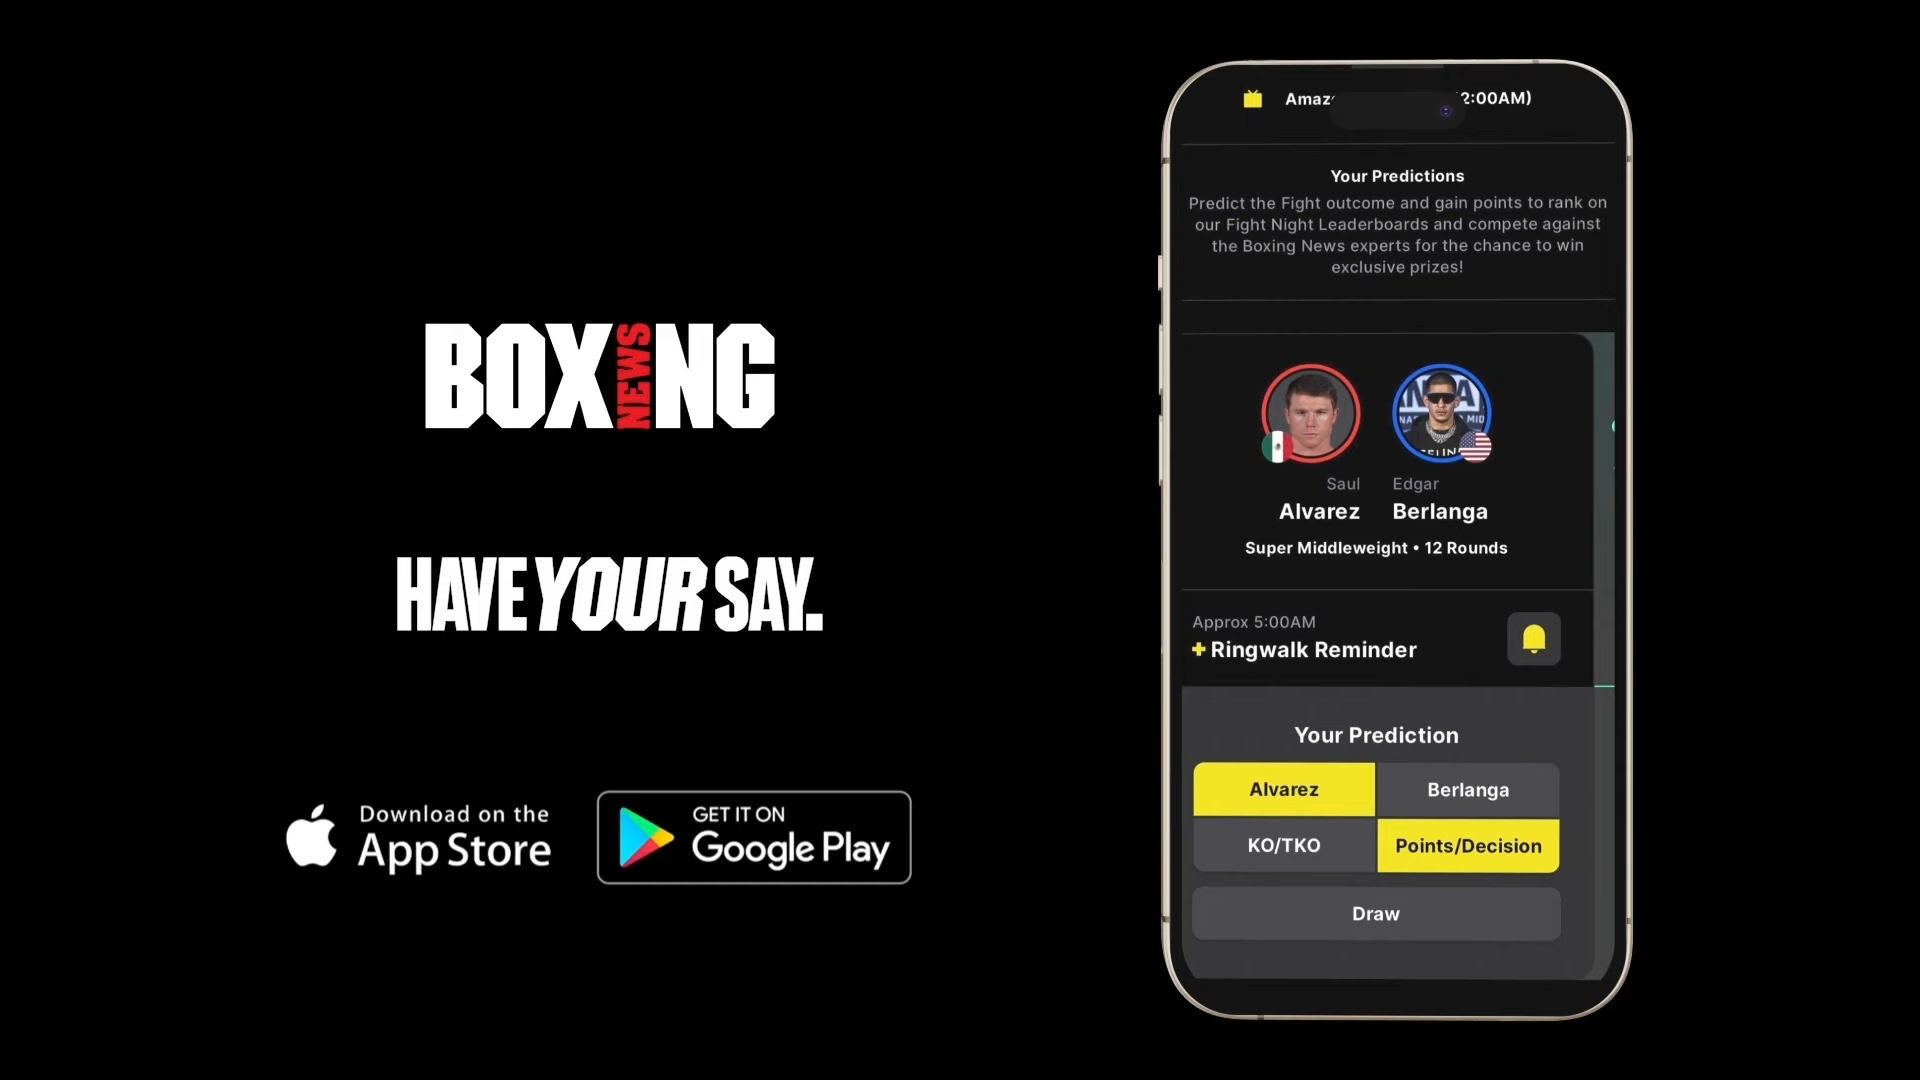 BOXING
NEWS
HAVE YOUR SAY.
Download on the
App Store
GET IT ON
Google Play
2:00AM)
Your Predictions
Predict the Fight outcome and gain points to rank on
our Fight Night Leaderboards and compete against
the Boxing News experts for the chance to win
exclusive prizes!
Saul Edgar
Alvarez Berlanga
Super Middleweight • 12 Rounds
Approx 5:00AM
+ Ringwalk Reminder
Your Prediction
Alvarez Berlanga
KO/TKO Points/Decision
Draw